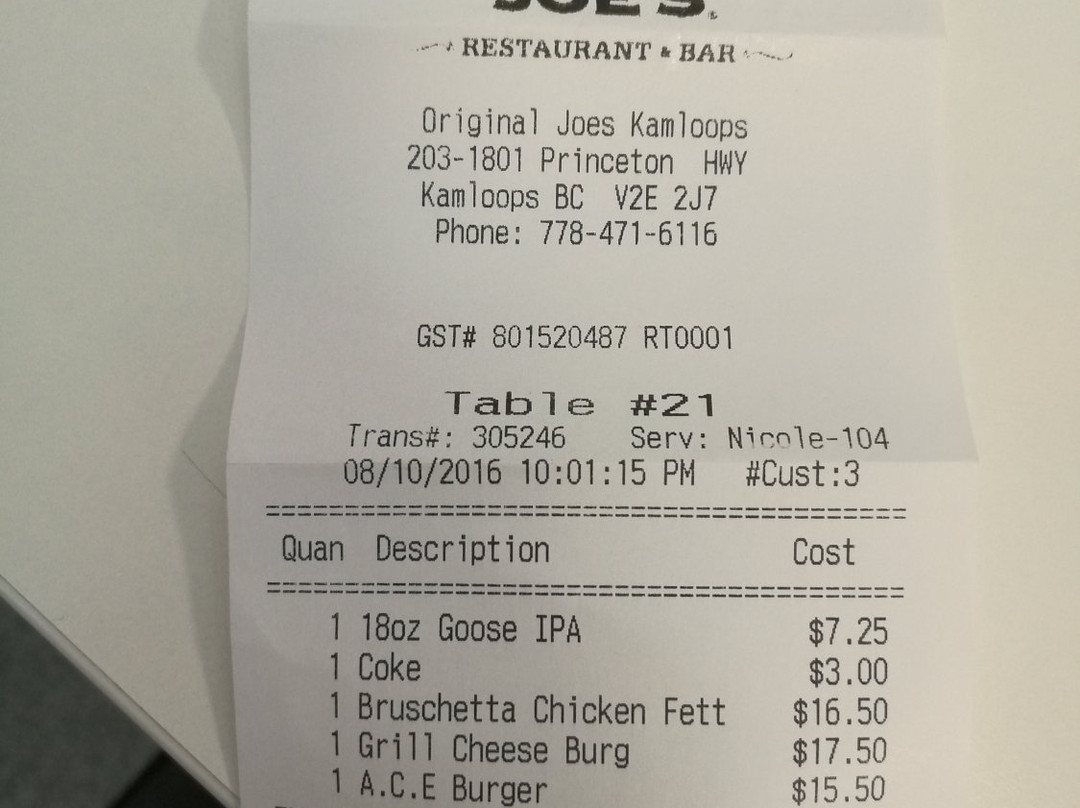 JOE'S.
RESTAURANT & BAR
Original Joes Kamloops
203-1801 Princeton HWY
Kamloops BC V2E 2J7
Phone: 778-471-6116
GST# 801520487 RT0001
Table #21
Trans#: 305246 Serv: Nicole-104
08/10/2016 10:01:15 PM #Cust:3
=========================================
Quan Description Cost
=========================================
1 18oz Goose IPA $7.25
1 Coke $3.00
1 Bruschetta Chicken Fett $16.50
1 Grill Cheese Burg $17.50
1 A.C.E Burger $15.50